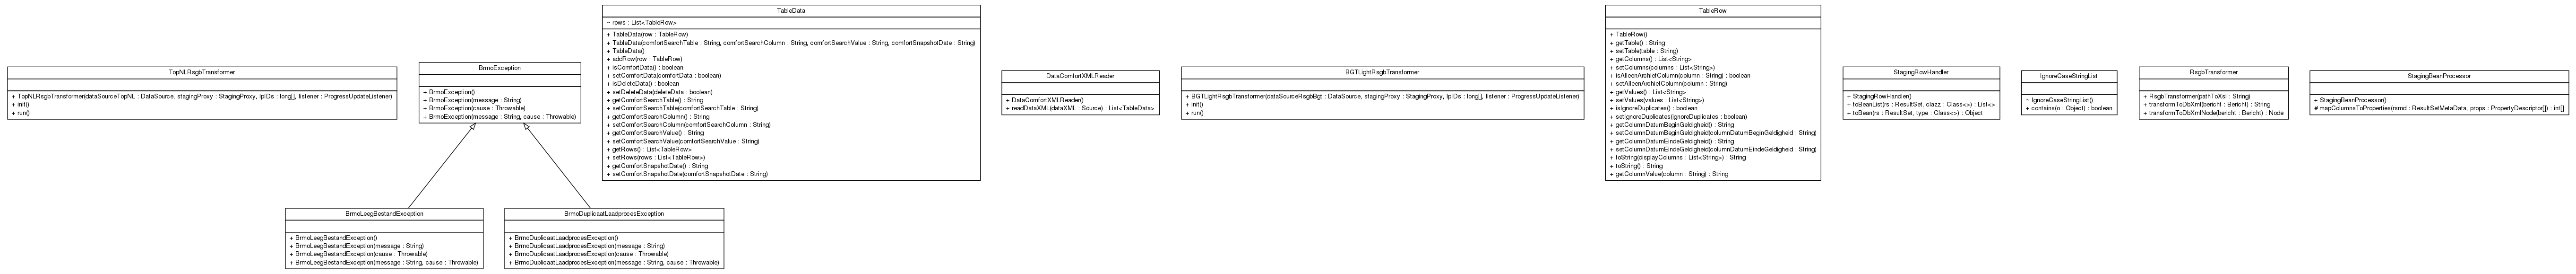 TopNLRsgbTransformer
+ TopNLRsgbTransformer(dataSourceTopNL : DataSource, stagingProxy : StagingProxy, lpIDs : long[], listener : ProgressUpdateListener)
+ init()
+ run()
BrmoException
+ BrmoException()
+ BrmoException(message : String)
+ BrmoException(cause : Throwable)
+ BrmoException(message : String, cause : Throwable)
BrmoLeegBestandException
+ BrmoLeegBestandException()
+ BrmoLeegBestandException(message : String)
+ BrmoLeegBestandException(cause : Throwable)
+ BrmoLeegBestandException(message : String, cause : Throwable)
BrmoDuplicaatLaadprocesException
+ BrmoDuplicaatLaadprocesException()
+ BrmoDuplicaatLaadprocesException(message : String)
+ BrmoDuplicaatLaadprocesException(cause : Throwable)
+ BrmoDuplicaatLaadprocesException(message : String, cause : Throwable)
TableData
~ rows : List<TableRow>
+ TableData(row : TableRow)
+ TableData(comfortSearchTable : String, comfortSearchColumn : String, comfortSearchValue : String, comfortSnapshotDate : String)
+ TableData()
+ addRow(row : TableRow)
+ isComfortData() : boolean
+ setComfortData(comfortData : boolean)
+ isDeleteData() : boolean
+ setDeleteData(deleteData : boolean)
+ getComfortSearchTable() : String
+ setComfortSearchTable(comfortSearchTable : String)
+ getComfortSearchColumn() : String
+ setComfortSearchColumn(comfortSearchColumn : String)
+ getComfortSearchValue() : String
+ setComfortSearchValue(comfortSearchValue : String)
+ getRows() : List<TableRow>
+ setRows(rows : List<TableRow>)
+ getComfortSnapshotDate() : String
+ setComfortSnapshotDate(comfortSnapshotDate : String)
DataComfortXMLReader
+ DataComfortXMLReader()
+ readDataXML(dataXML : Source) : List<TableData>
BGTLightRsgbTransformer
+ BGTLightRsgbTransformer(dataSourceRsgbBgt : DataSource, stagingProxy : StagingProxy, lpIDs : long[], listener : ProgressUpdateListener)
+ init()
+ run()
TableRow
+ TableRow()
+ getTable() : String
+ setTable(table : String)
+ getColumns() : List<String>
+ setColumns(columns : List<String>)
+ isAlleenArchiefColumn(column : String) : boolean
+ setAlleenArchiefColumn(column : String)
+ getValues() : List<String>
+ setValues(values : List<String>)
+ isIgnoreDuplicates() : boolean
+ setIgnoreDuplicates(ignoreDuplicates : boolean)
+ getColumnDatumBeginGeldigheid() : String
+ setColumnDatumBeginGeldigheid(columnDatumBeginGeldigheid : String)
+ getColumnDatumEindeGeldigheid() : String
+ setColumnDatumEindeGeldigheid(columnDatumEindeGeldigheid : String)
+ toString(displayColumns : List<String>) : String
+ toString() : String
+ getColumnValue(column : String) : String
StagingRowHandler
+ StagingRowHandler()
+ toBeanList(rs : ResultSet, clazz : Class<>) : List<>
+ toBean(rs : ResultSet, type : Class<>) : Object
IgnoreCaseStringList
~ IgnoreCaseStringList()
+ contains(o : Object) : boolean
RsgbTransformer
+ RsgbTransformer(pathToXsl : String)
+ transformToDbXml(bericht : Bericht) : String
+ transformToDbXmlNode(bericht : Bericht) : Node
StagingBeanProcessor
+ StagingBeanProcessor()
# mapColumnsToProperties(rsmd : ResultSetMetaData, props : PropertyDescriptor[]) : int[]